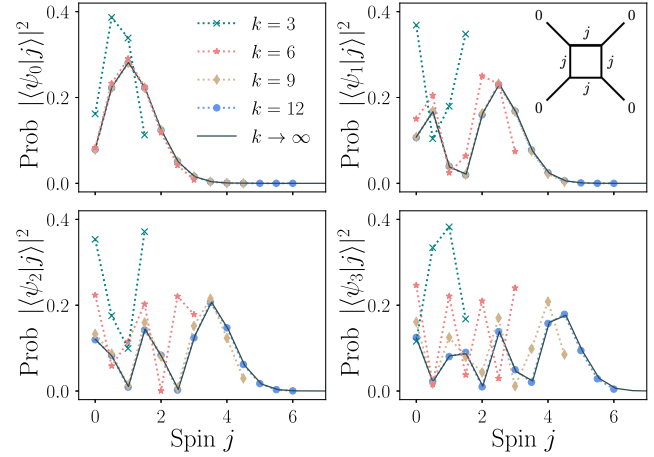 0.4
0.2
0.0
Prob |⟨ψ₀|j⟩|²
k = 3
k = 6
k = 9
k = 12
k → ∞
0.4
0.2
0.0
Prob |⟨ψ₁|j⟩|²
0 0
j
j j
j
0 0
0.4
0.2
0.0
Prob |⟨ψ₂|j⟩|²
0 2 4 6
Spin j
0.4
0.2
0.0
Prob |⟨ψ₃|j⟩|²
0 2 4 6
Spin j